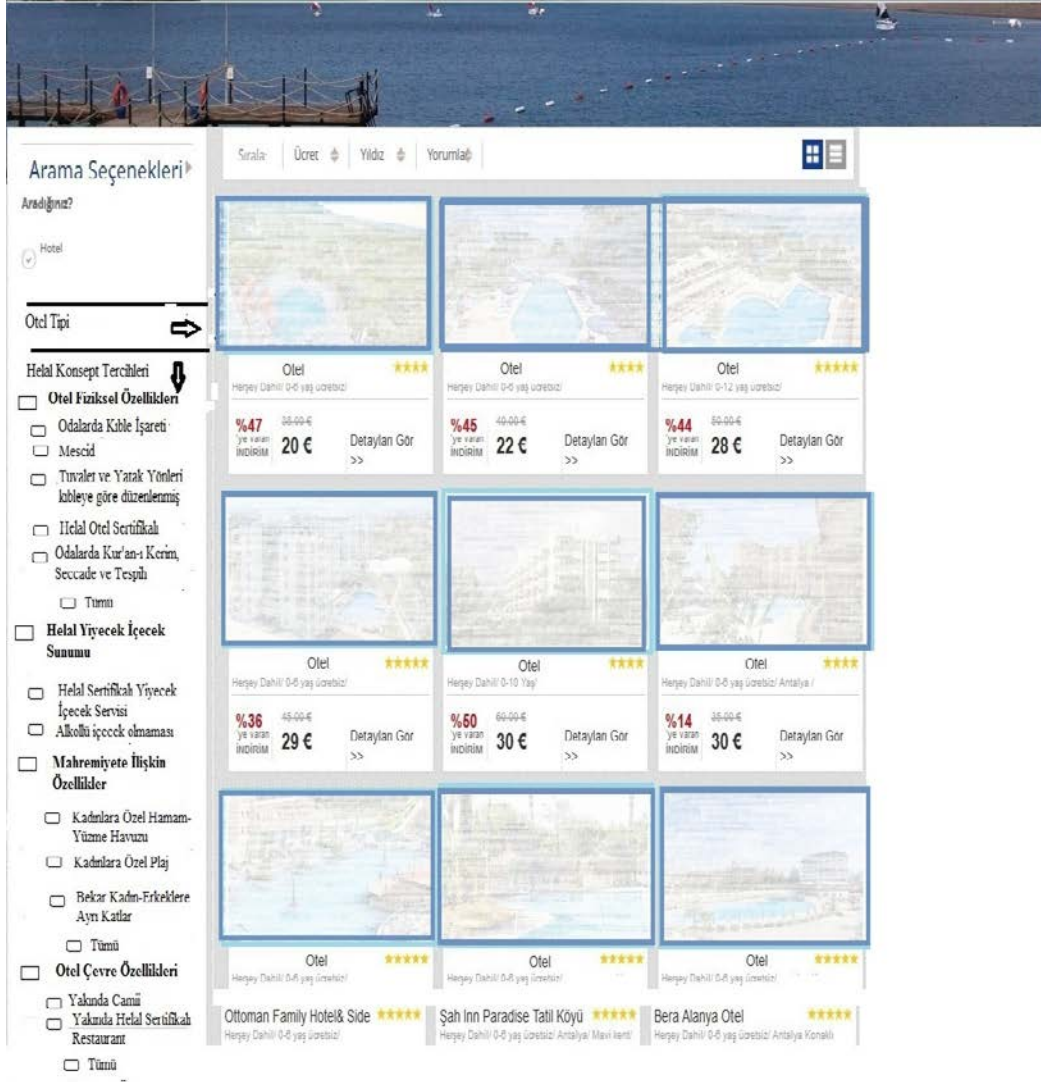 Arama Seçenekleri
Aradığınız?
Hotel
Otel Tipi
Helal Konsept Tercihleri
Otel Fiziksel Özellikleri
Odalarda Kıble İşareti
Mescid
Tuvalet ve Yatak Yönleri
kıbleye göre düzenlenmiş
Helal Otel Sertifikalı
Odalarda Kur'an-ı Kerim,
Seccade ve Tespih
Tümü
Helal Yiyecek İçecek
Sunumu
Helal Sertifikalı Yiyecek
İçecek Servisi
Alkollü içecek olmaması
Mahremiyete İlişkin
Özellikler
Kadınlara Özel Hamam-
Yüzme Havuzu
Kadınlara Özel Plaj
Bekar Kadın-Erkeklere
Ayrı Katlar
Tümü
Otel Çevre Özellikleri
Yakında Camii
Yakında Helal Sertifikalı
Restaurant
Tümü
Sırala: Ücret Yıldız Yorumla
Otel
Herşey Dahil/ 0-6 yaş ücretsiz/
%47 'ye varan İNDİRİM 38.00 € 20 € Detayları Gör >>
Otel
Herşey Dahil/ 0-6 yaş ücretsiz/
%45 'ye varan İNDİRİM 40.00 € 22 € Detayları Gör >>
Otel
Herşey Dahil/ 0-12 yaş ücretsiz/
%44 'ye varan İNDİRİM 50.00 € 28 € Detayları Gör >>
Otel
Herşey Dahil/ 0-6 yaş ücretsiz/
%36 'ye varan İNDİRİM 45.00 € 29 € Detayları Gör >>
Otel
Herşey Dahil/ 0-10 Yaş/
%50 'ye varan İNDİRİM 60.00 € 30 € Detayları Gör >>
Otel
Herşey Dahil/ 0-6 yaş ücretsiz/ Antalya /
%14 'ye varan İNDİRİM 35.00 € 30 € Detayları Gör >>
Otel
Herşey Dahil/ 0-6 yaş ücretsiz/
Otel
Herşey Dahil/ 0-6 yaş ücretsiz/
Otel
Herşey Dahil/ 0-6 yaş ücretsiz/
Ottoman Family Hotel& Side
Herşey Dahil/ 0-6 yaş ücretsiz/
Şah Inn Paradise Tatil Köyü
Herşey Dahil/ 0-6 yaş ücretsiz/ Antalya/ Mavi kent/
Bera Alanya Otel
Herşey Dahil/ 0-6 yaş ücretsiz/ Antalya Konaklı